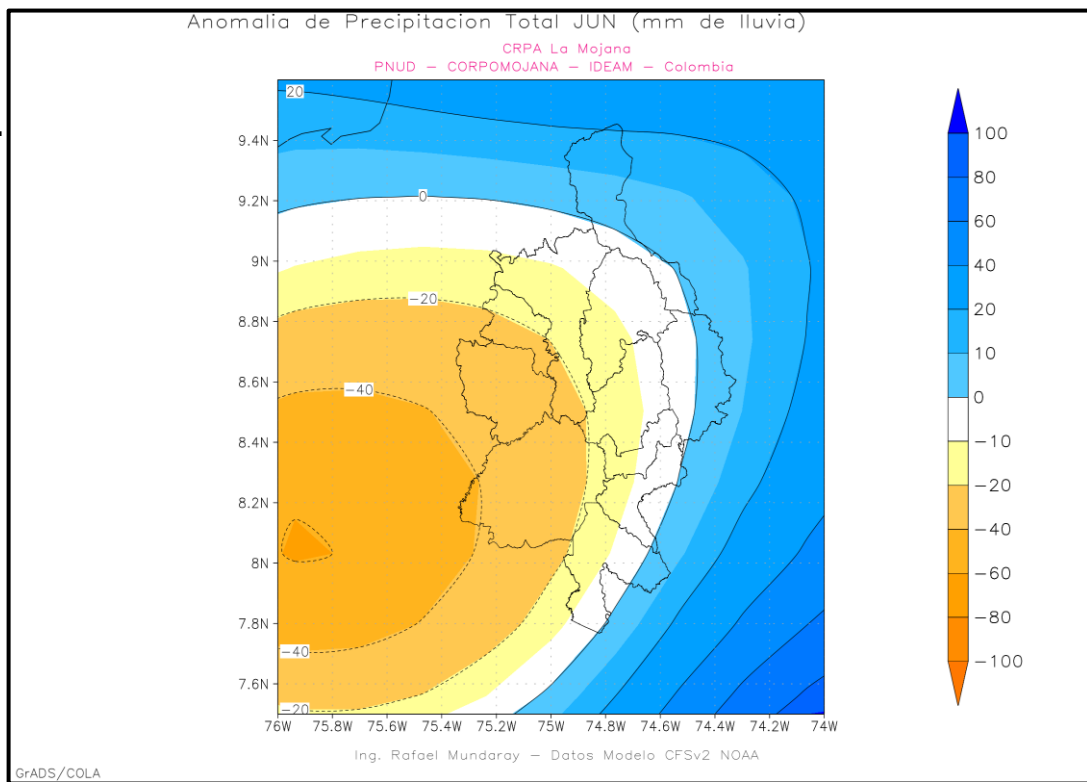 Anomalia de Precipitacion Total JUN (mm de lluvia)
CRPA La Mojana
PNUD – CORPOMOJANA – IDEAM – Colombia
20
0
−20
−40
−40
−20
9.4N
9.2N
9N
8.8N
8.6N
8.4N
8.2N
8N
7.8N
7.6N
76W 75.8W 75.6W 75.4W 75.2W 75W 74.8W 74.6W 74.4W 74.2W 74W
100
80
60
40
20
10
0
−10
−20
−40
−60
−80
−100
Ing. Rafael Mundaray – Datos Modelo CFSv2 NOAA
GrADS/COLA